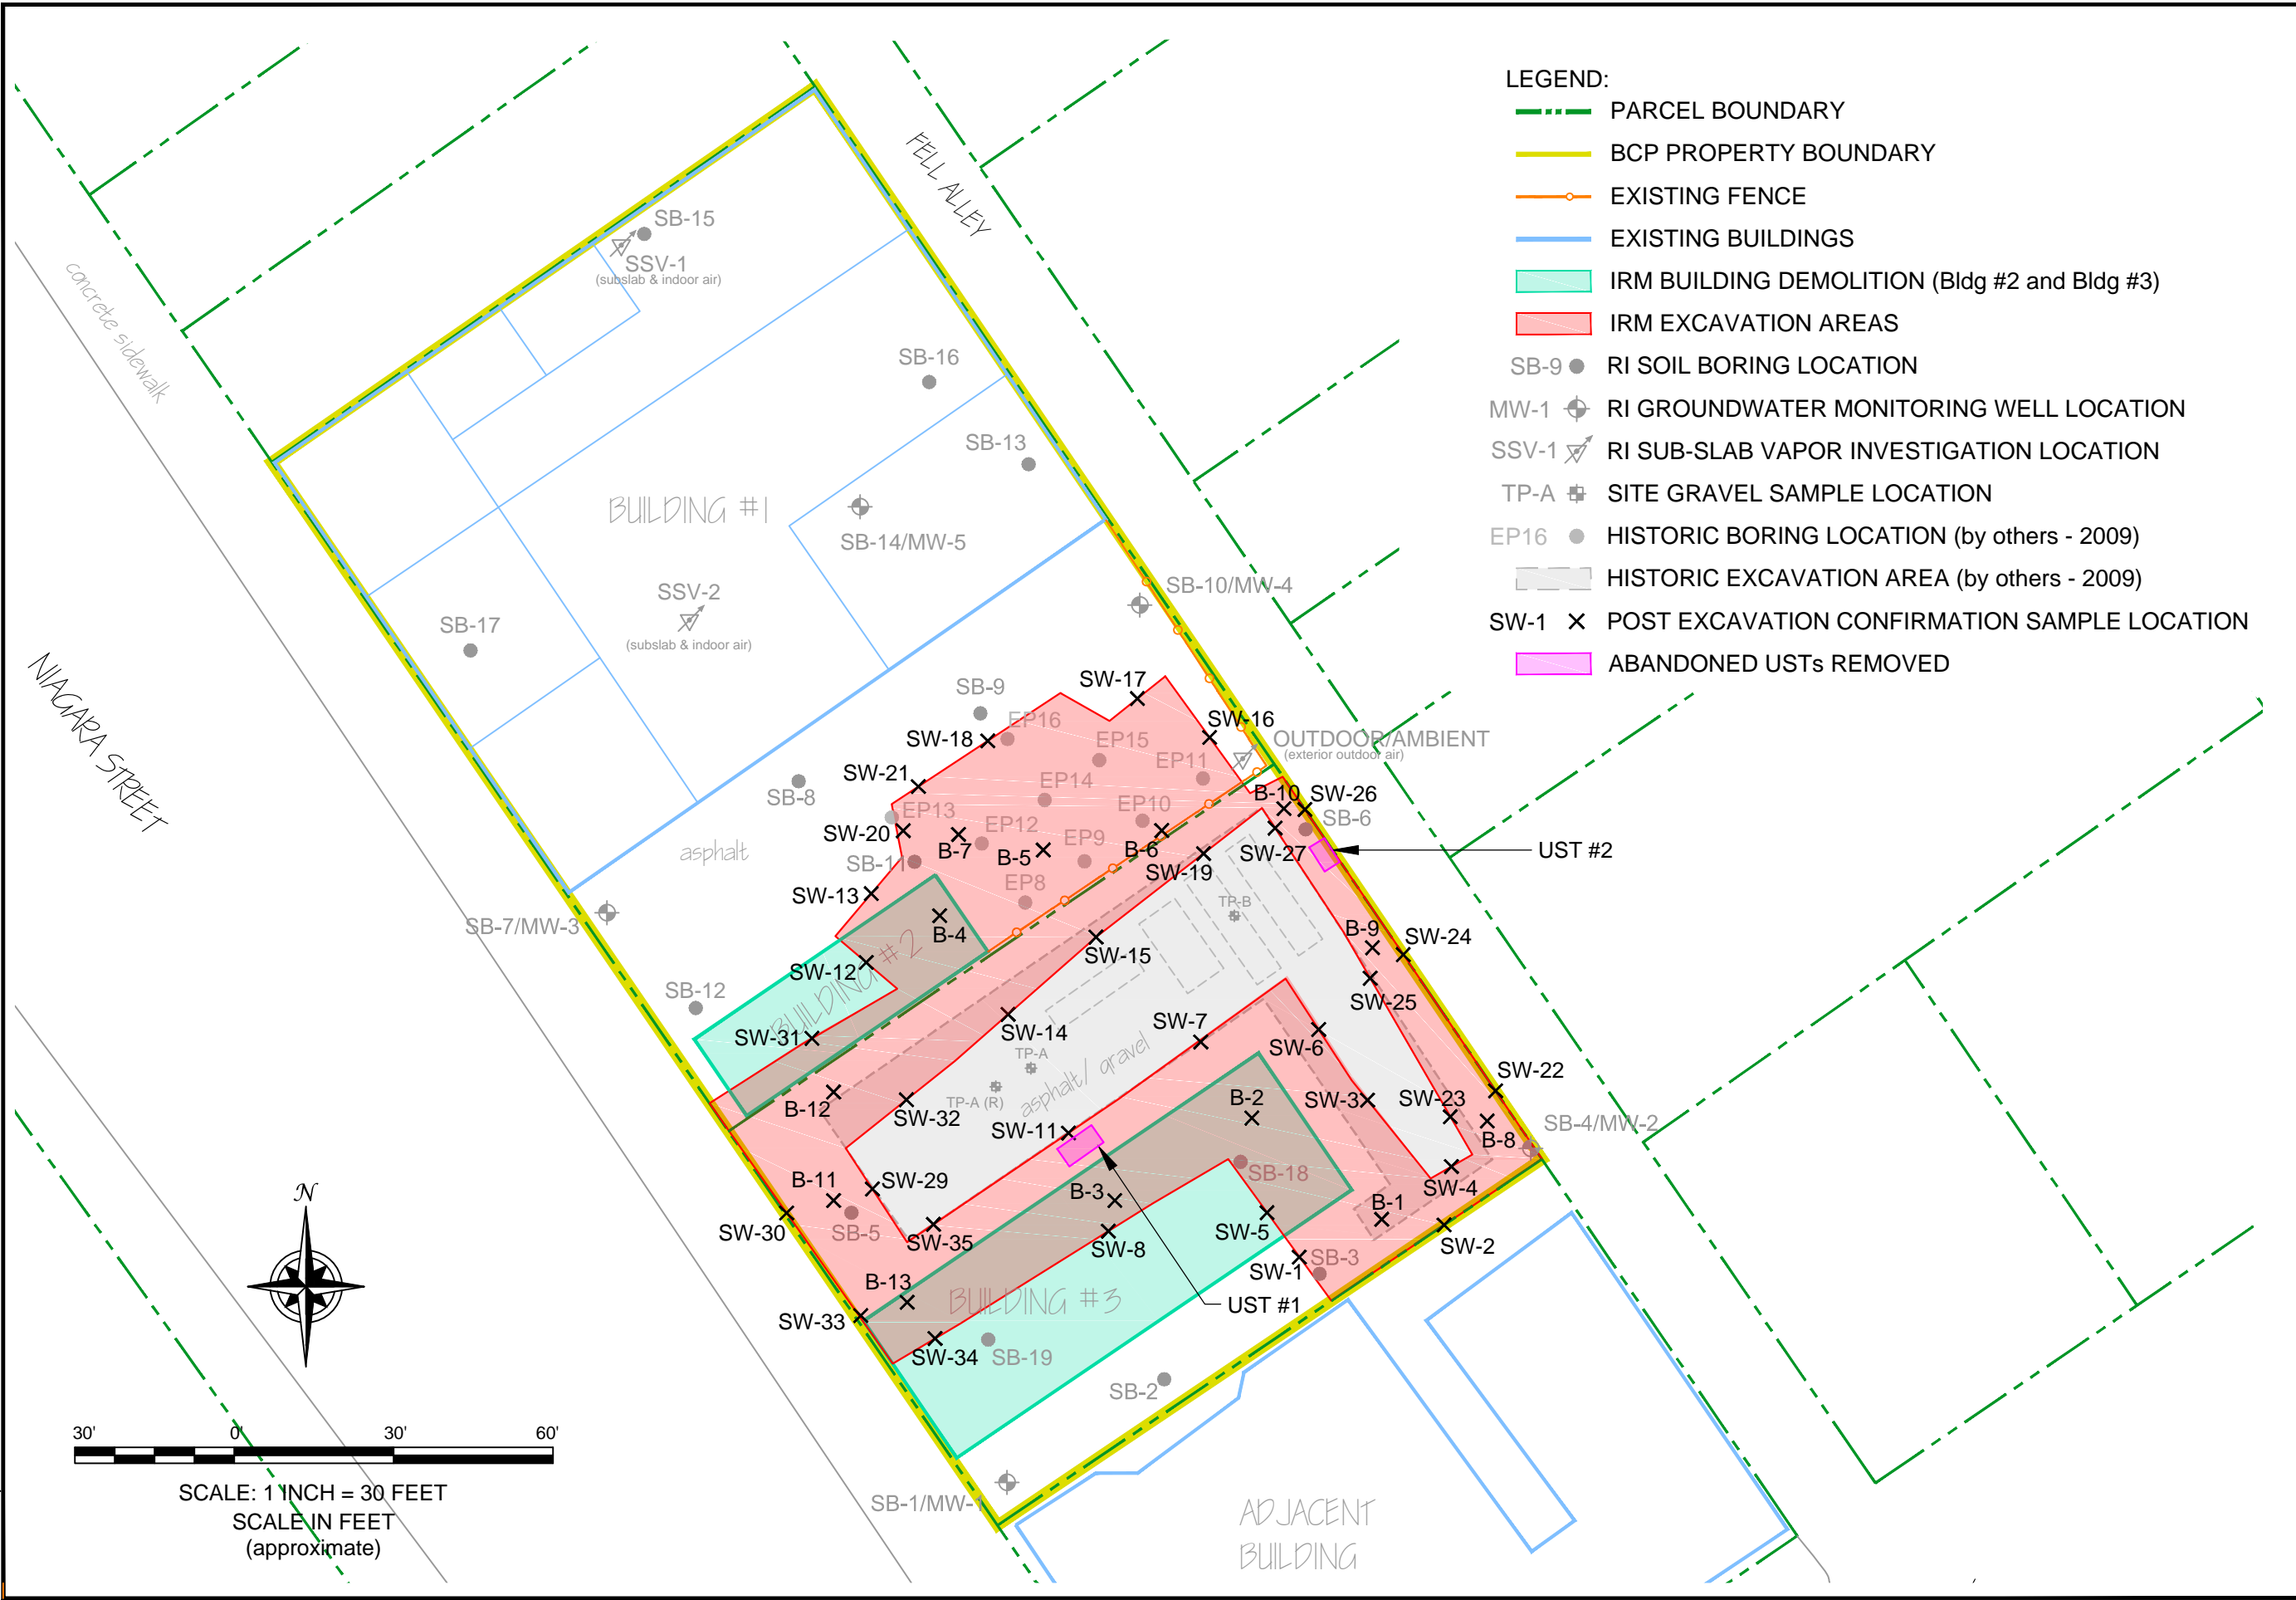 LEGEND:
PARCEL BOUNDARY
BCP PROPERTY BOUNDARY
EXISTING FENCE
EXISTING BUILDINGS
IRM BUILDING DEMOLITION (Bldg #2 and Bldg #3)
IRM EXCAVATION AREAS
SB-9 RI SOIL BORING LOCATION
MW-1 RI GROUNDWATER MONITORING WELL LOCATION
SSV-1 RI SUB-SLAB VAPOR INVESTIGATION LOCATION
TP-A SITE GRAVEL SAMPLE LOCATION
EP16 HISTORIC BORING LOCATION (by others - 2009)
HISTORIC EXCAVATION AREA (by others - 2009)
SW-1 POST EXCAVATION CONFIRMATION SAMPLE LOCATION
ABANDONED USTs REMOVED
FELL ALLEY
concrete sidewalk
NIAGARA STREET
SB-15
SSV-1
(subslab & indoor air)
SB-16
SB-13
BUILDING #1
SB-14/MW-5
SSV-2
(subslab & indoor air)
SB-17
SB-10/MW-4
SW-17
SB-9
EP16
SW-18
SW-16
OUTDOOR/AMBIENT
(exterior outdoor air)
EP15
EP11
SW-21
EP14
SB-8
B-10
SW-26
EP13
EP10
SB-6
SW-20
B-7
EP12
B-5
EP9
B-6
SW-27
UST #2
asphalt
SB-11
SW-19
SW-13
EP8
TP-B
SB-7/MW-3
B-4
B-9
SW-24
SW-15
BUILDING #2
SW-12
SB-12
SW-25
SW-14
SW-7
SW-31
SW-6
TP-A
asphalt/ gravel
TP-A (R)
B-12
SW-32
SW-11
B-2
SW-3
SW-22
SW-23
B-8
SB-4/MW-2
SB-18
SW-4
B-11
SW-29
B-3
SW-30
SB-5
SW-35
SW-8
SW-5
B-1
SW-2
SW-1
SB-3
B-13
BUILDING #3
UST #1
SW-33
SW-34
SB-19
SB-2
SB-1/MW-1
ADJACENT
BUILDING
N
30' 0' 30' 60'
SCALE: 1 INCH = 30 FEET
SCALE IN FEET
(approximate)